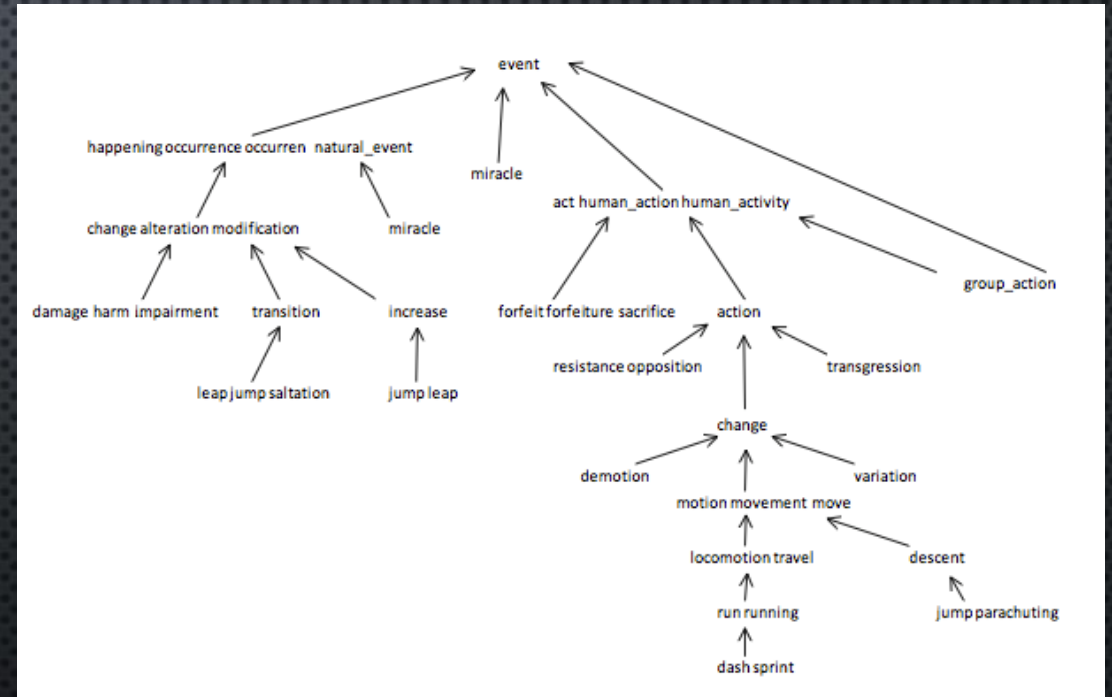 event
happening occurrence occurren natural_event
miracle
act human_action human_activity
change alteration modification
miracle
group_action
damage harm impairment
transition
increase
forfeit forfeiture sacrifice
action
resistance opposition
transgression
leap jump saltation
jump leap
change
demotion
variation
motion movement move
locomotion travel
descent
run running
jump parachuting
dash sprint